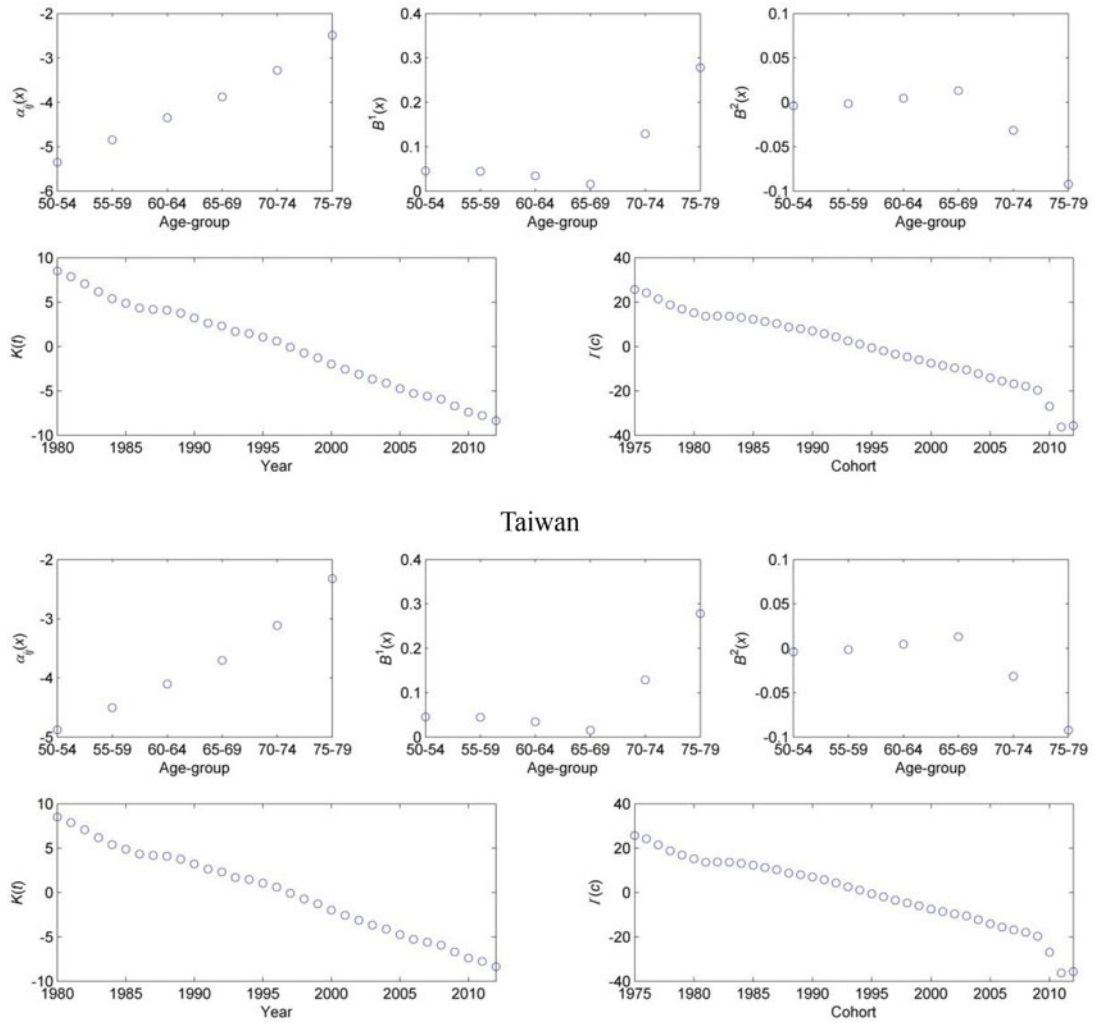 -2
-3
-4
-5
-6
αij(x)
50-54 55-59 60-64 65-69 70-74 75-79
Age-group
0.4
0.3
0.2
0.1
0
B¹(x)
50-54 55-59 60-64 65-69 70-74 75-79
Age-group
0.1
0.05
0
-0.05
-0.1
B²(x)
50-54 55-59 60-64 65-69 70-74 75-79
Age-group
10
5
0
-5
-10
K(t)
1980 1985 1990 1995 2000 2005 2010
Year
40
20
0
-20
-40
Γ(c)
1975 1980 1985 1990 1995 2000 2005 2010
Cohort
Taiwan
-2
-3
-4
-5
αij(x)
50-54 55-59 60-64 65-69 70-74 75-79
Age-group
0.4
0.3
0.2
0.1
0
B¹(x)
50-54 55-59 60-64 65-69 70-74 75-79
Age-group
0.1
0.05
0
-0.05
-0.1
B²(x)
50-54 55-59 60-64 65-69 70-74 75-79
Age-group
10
5
0
-5
-10
K(t)
1980 1985 1990 1995 2000 2005 2010
Year
40
20
0
-20
-40
Γ(c)
1975 1980 1985 1990 1995 2000 2005 2010
Cohort